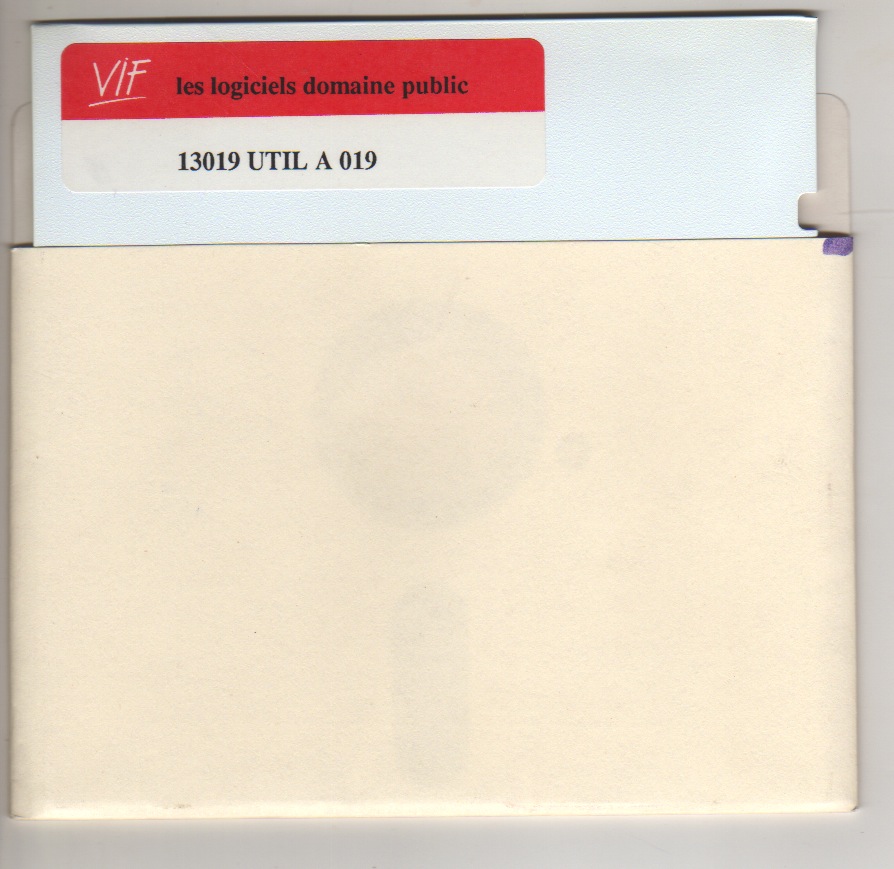 VIF les logiciels domaine public
13019 UTIL A 019